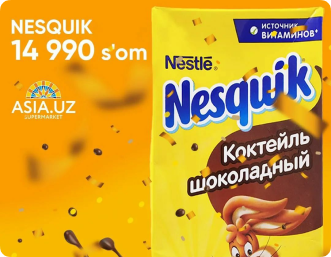 NESQUIK
14 990 s'om
ASIA.UZ
SUPERMARKET
ИСТОЧНИК
ВИТАМИНОВ*
Nestlé
Nesquik
Коктейль
шоколадный